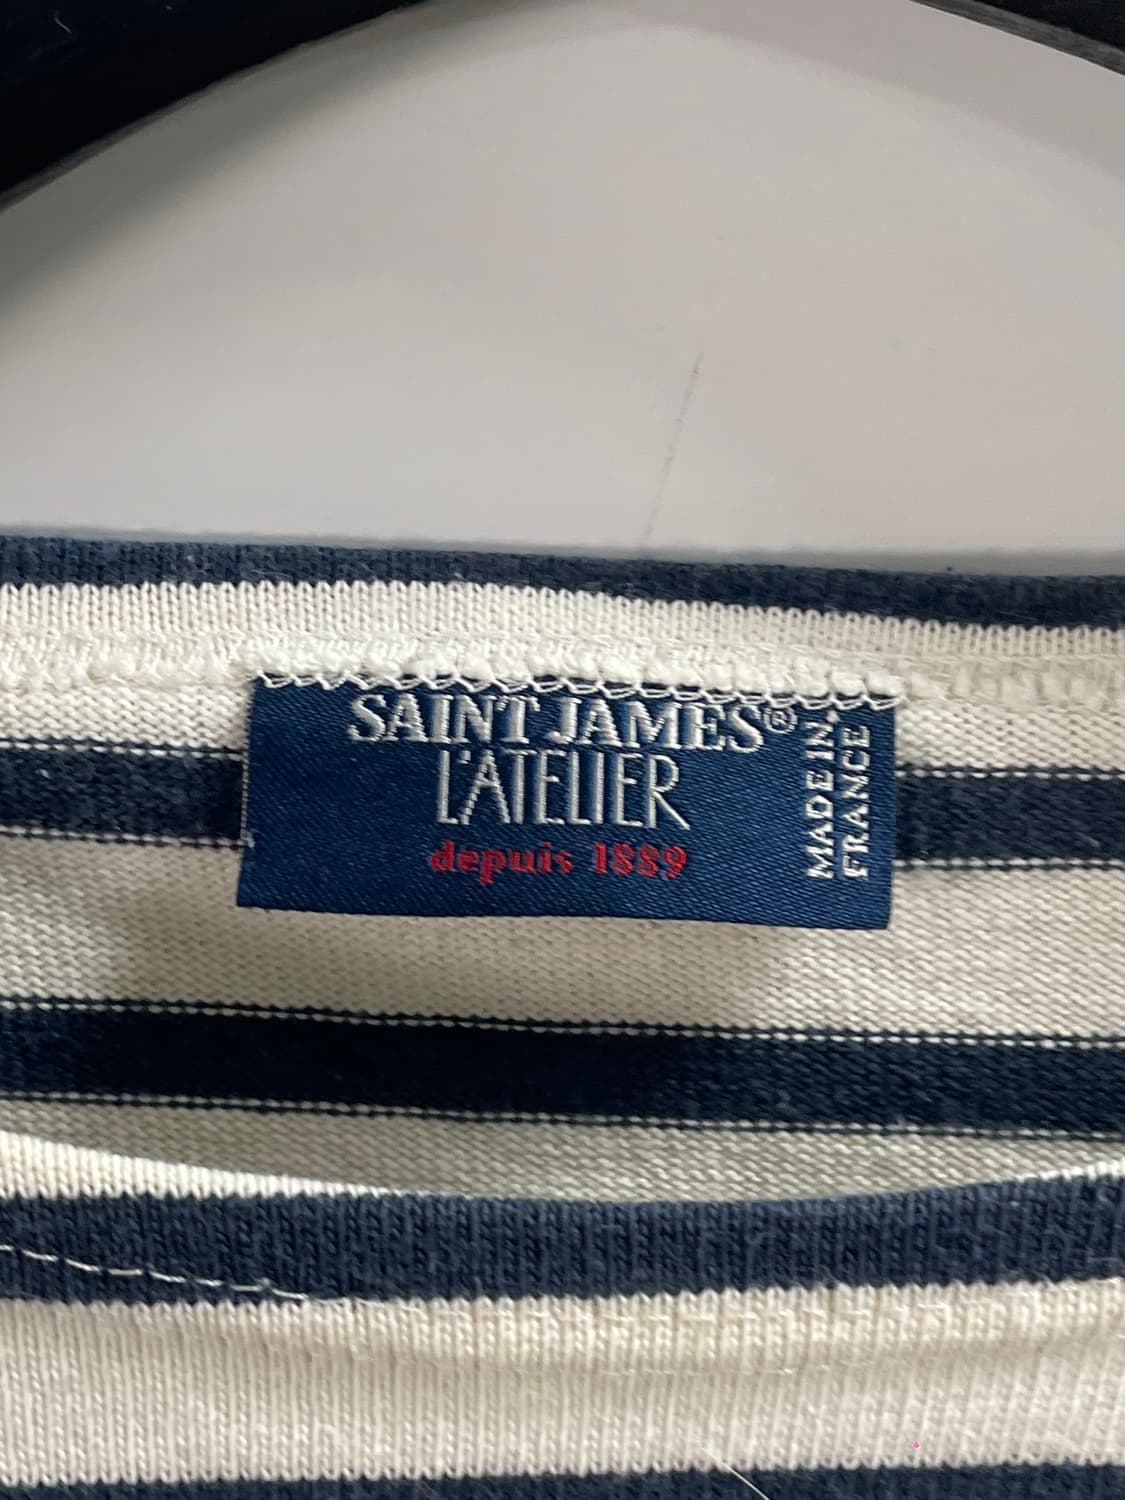 SAINT JAMES®
L'ATELIER
depuis 1889
MADE IN
FRANCE